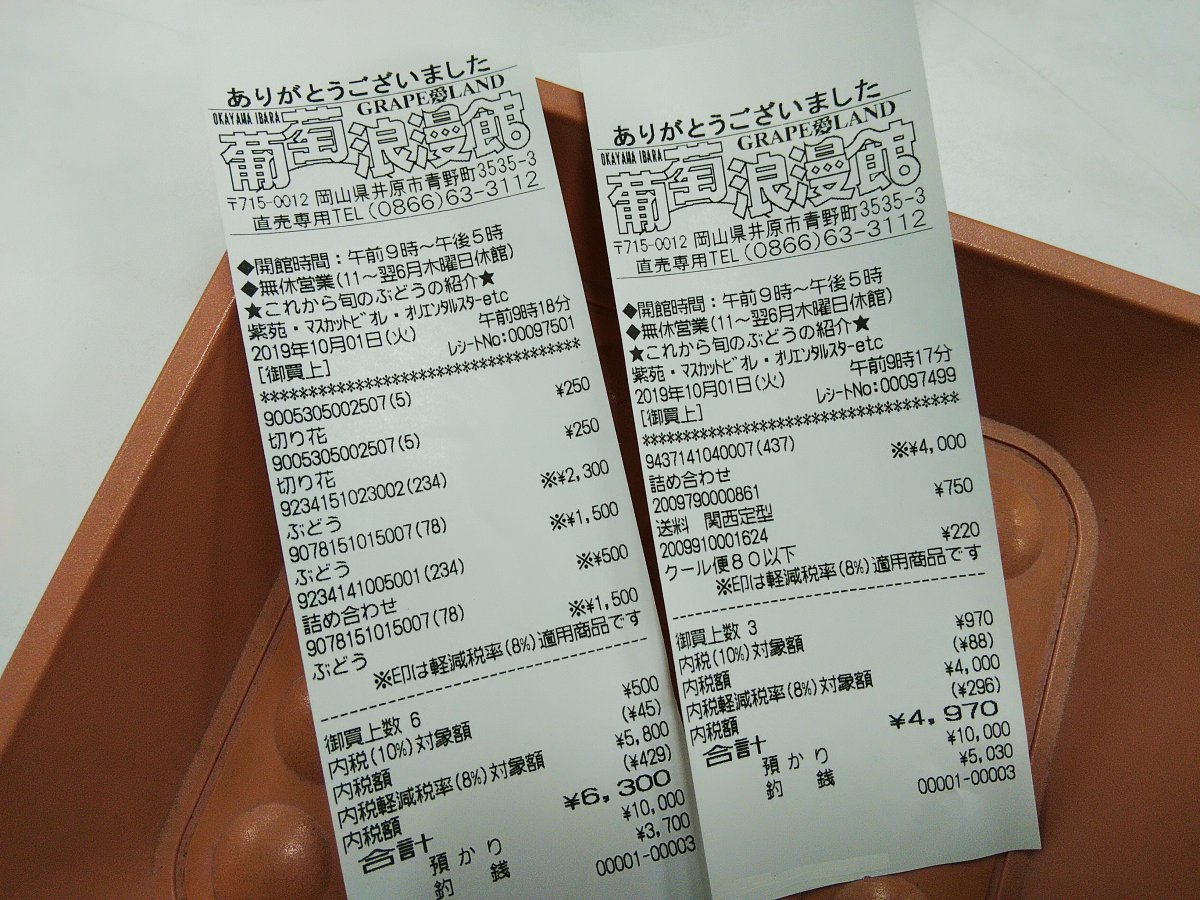 ありがとうございました
GRAPE愛LAND
OKAYAMA IBARA
葡萄浪漫館
〒715-0012 岡山県井原市青野町3535-3
直売専用TEL(0866)63-3112
◆開館時間:午前9時~午後5時
◆無休営業(11~翌6月木曜日休館)
★これから旬のぶどうの紹介★
紫苑・マスカットビオレ・オリエンタルスターetc
2019年10月01日(火) 午前9時18分
[御買上] レシートNo:00097501
************************************
9005305002507(5)
切り花 ¥250
9005305002507(5)
切り花 ¥250
9234151023002(234)
ぶどう ※¥2,300
9078151015007(78)
ぶどう ※¥1,500
9234141005001(234)
詰め合わせ ※¥500
9078151015007(78)
ぶどう ※¥1,500
※印は軽減税率(8%)適用商品です
御買上数 6
内税(10%)対象額 ¥500
内税額 (¥45)
内税軽減税率(8%)対象額 ¥5,800
内税額 (¥429)
合計 ¥6,300
預かり ¥10,000
釣 銭 ¥3,700
00001-00003
ありがとうございました
GRAPE愛LAND
OKAYAMA IBARA
葡萄浪漫館
〒715-0012 岡山県井原市青野町3535-3
直売専用TEL(0866)63-3112
◆開館時間:午前9時~午後5時
◆無休営業(11~翌6月木曜日休館)
★これから旬のぶどうの紹介★
紫苑・マスカットビオレ・オリエンタルスターetc
2019年10月01日(火) 午前9時17分
[御買上] レシートNo:00097499
************************************
9437141040007(437)
詰め合わせ ※¥4,000
2009790000861
送料 関西定型 ¥750
2009910001624
クール便80以下 ¥220
※印は軽減税率(8%)適用商品です
御買上数 3
内税(10%)対象額 ¥970
内税額 (¥88)
内税軽減税率(8%)対象額 ¥4,000
内税額 (¥296)
合計 ¥4,970
預かり ¥10,000
釣 銭 ¥5,030
00001-00003